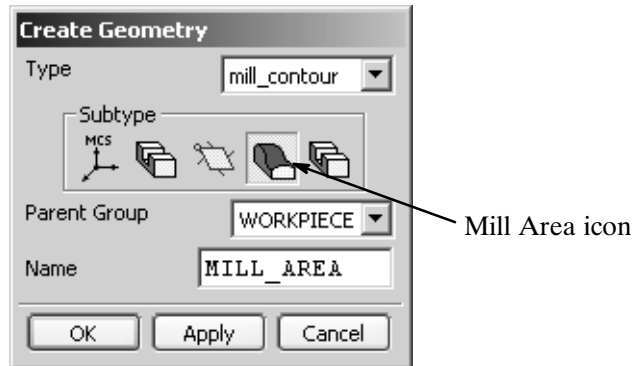 Create Geometry
Type mill_contour
Subtype
MCS
Parent Group WORKPIECE
Mill Area icon
Name MILL_AREA
OK Apply Cancel